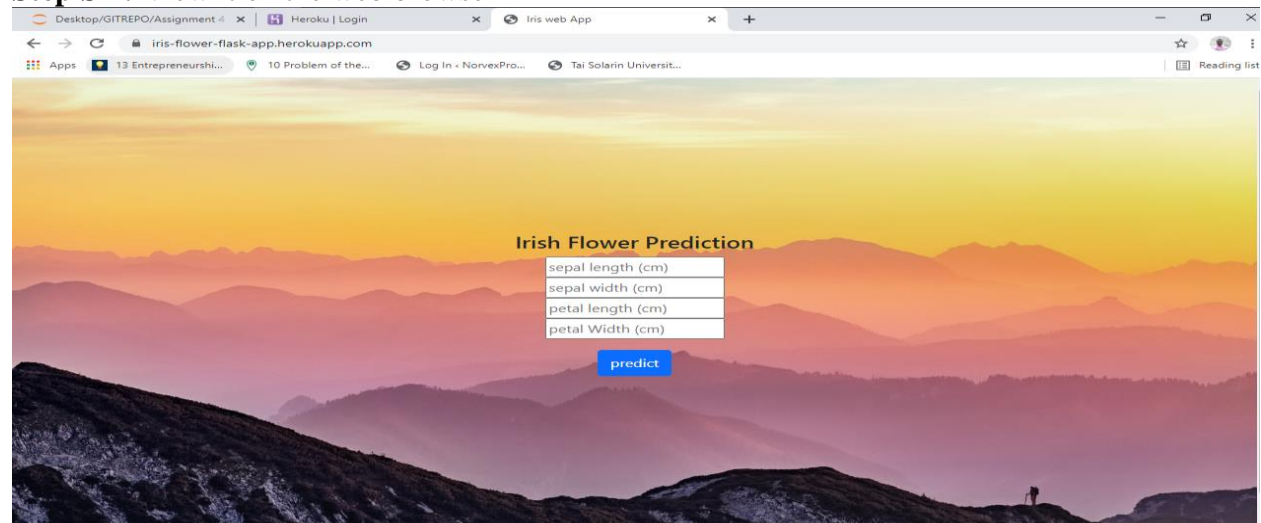 Desktop/GITREPO/Assignment 4
Heroku | Login
Iris web App
iris-flower-flask-app.herokuapp.com
Apps
13 Entrepreneurshi...
10 Problem of the...
Log In ‹ NorvexPro...
Tai Solarin Universit...
Reading list
Irish Flower Prediction
sepal length (cm)
sepal width (cm)
petal length (cm)
petal Width (cm)
predict